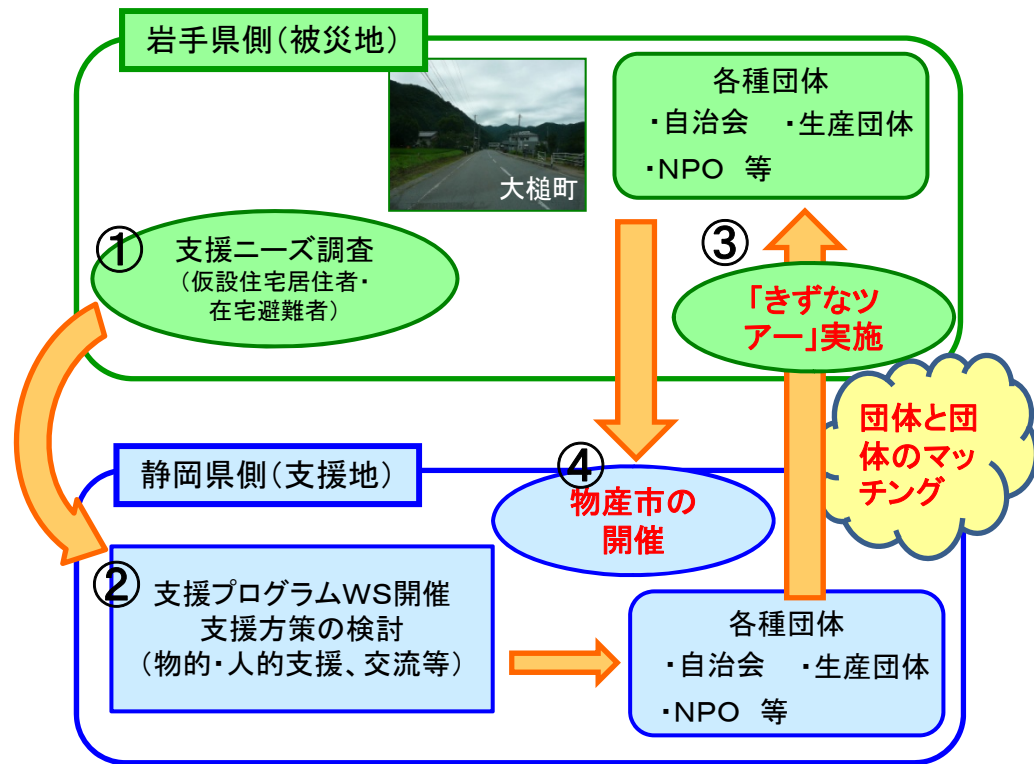 岩手県側(被災地)
大槌町
各種団体
・自治会 ・生産団体
・NPO 等
①
支援ニーズ調査
(仮設住宅居住者・
在宅避難者)
③
「きずなツ
アー」実施
団体と団
体のマッ
チング
静岡県側(支援地)
④
物産市の
開催
②
支援プログラムWS開催
支援方策の検討
(物的・人的支援、交流等)
各種団体
・自治会 ・生産団体
・NPO 等